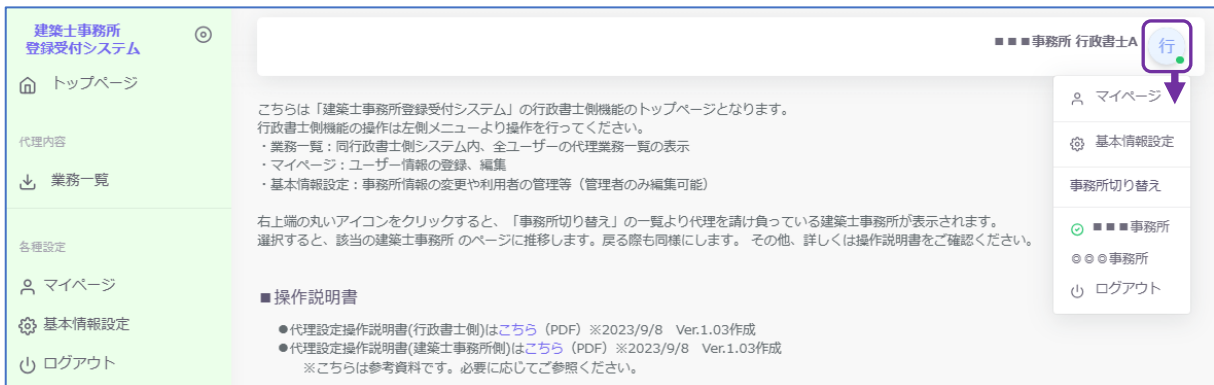 建築士事務所
登録受付システム
トップページ
代理内容
業務一覧
各種設定
マイページ
基本情報設定
ログアウト
■■■事務所 行政書士A
行
こちらは「建築士事務所登録受付システム」の行政書士側機能のトップページとなります。
行政書士側機能の操作は左側メニューより操作を行ってください。
・業務一覧：同行政書士側システム内、全ユーザーの代理業務一覧の表示
・マイページ：ユーザー情報の登録、編集
・基本情報設定：事務所情報の変更や利用者の管理等（管理者のみ編集可能）
右上端の丸いアイコンをクリックすると、「事務所切り替え」の一覧より代理を請け負っている建築士事務所が表示されます。
選択すると、該当の建築士事務所 のページに推移します。戻る際も同様にします。 その他、詳しくは操作説明書をご確認ください。
■操作説明書
●代理設定操作説明書(行政書士側)はこちら（PDF）※2023/9/8 Ver.1.03作成
●代理設定操作説明書(建築士事務所側)はこちら（PDF）※2023/9/8 Ver.1.03作成
※こちらは参考資料です。必要に応じてご参照ください。
マイページ
基本情報設定
事務所切り替え
■■■事務所
◎◎◎事務所
ログアウト